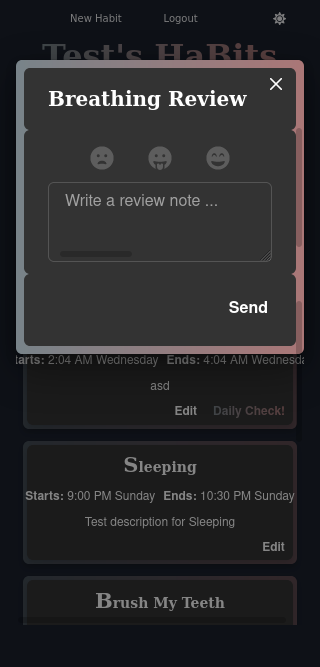 New Habit Logout
Test's HaBits
Breathing Review
Write a review note ...
Send
Starts: 2:04 AM Wednesday Ends: 4:04 AM Wednesday
asd
Edit Daily Check!
Sleeping
Starts: 9:00 PM Sunday Ends: 10:30 PM Sunday
Test description for Sleeping
Edit
Brush My Teeth